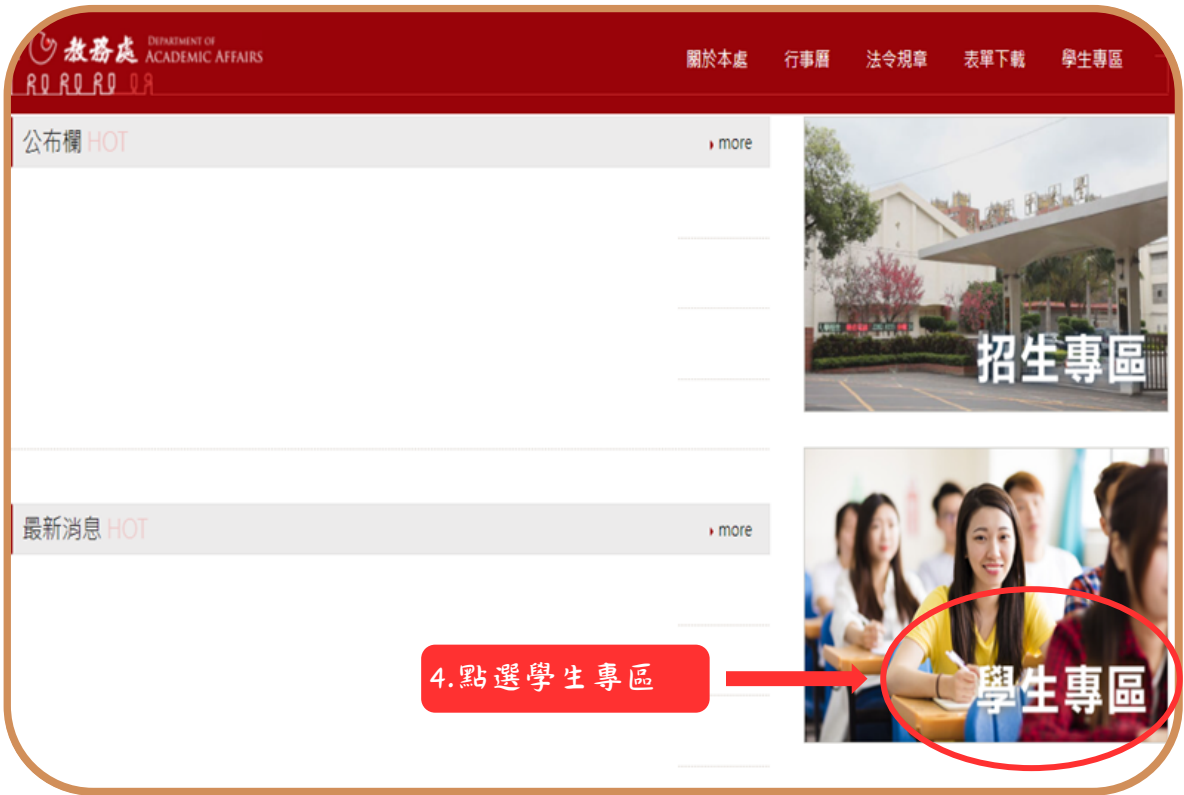 教務處 DEPARTMENT OF ACADEMIC AFFAIRS
關於本處 行事曆 法令規章 表單下載 學生專區
公布欄 HOT
more
招生專區
最新消息 HOT
more
4.點選學生專區
學生專區